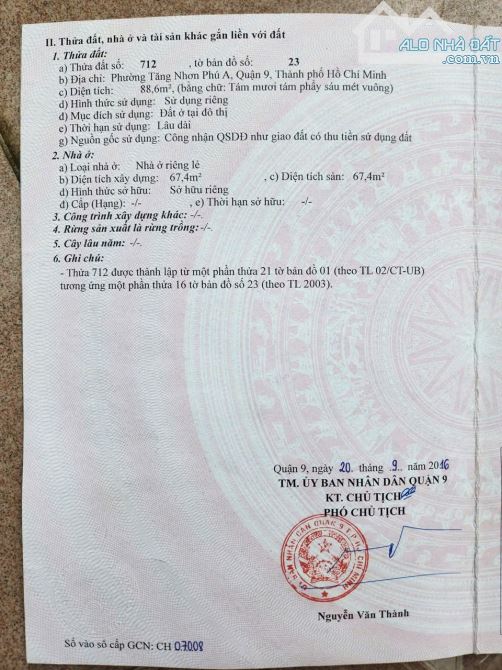 ALO NHÀ ĐẤT
II. Thửa đất, nhà ở và tài sản khác gắn liền với đất
1. Thửa đất:
a) Thửa đất số: 712 , tờ bản đồ số: 23
b) Địa chỉ: Phường Tăng Nhơn Phú A, Quận 9, Thành phố Hồ Chí Minh
c) Diện tích: 88,6m², (bằng chữ: Tám mươi tám phẩy sáu mét vuông)
d) Hình thức sử dụng: Sử dụng riêng
đ) Mục đích sử dụng: Đất ở tại đô thị
e) Thời hạn sử dụng: Lâu dài
g) Nguồn gốc sử dụng: Công nhận QSDĐ như giao đất có thu tiền sử dụng đất
2. Nhà ở:
a) Loại nhà ở: Nhà ở riêng lẻ
b) Diện tích xây dựng: 67,4m² , c) Diện tích sàn: 67,4m²
d) Hình thức sở hữu: Sở hữu riêng
đ) Cấp (Hạng): -/- , e) Thời hạn sở hữu: -/-
3. Công trình xây dựng khác: -/-.
4. Rừng sản xuất là rừng trồng: -/-.
5. Cây lâu năm: -/-.
6. Ghi chú:
- Thửa 712 được thành lập từ một phần thửa 21 tờ bản đồ 01 (theo TL 02/CT-UB)
tương ứng một phần thửa 16 tờ bản đồ số 23 (theo TL 2003).
Quận 9, ngày 20 tháng 9 năm 2016
TM. ỦY BAN NHÂN DÂN QUẬN 9
KT. CHỦ TỊCH
PHÓ CHỦ TỊCH
ỦY BAN NHÂN DÂN QUẬN 9 T.P HỒ CHÍ MINH
Nguyễn Văn Thành
Số vào sổ cấp GCN: CH 07008